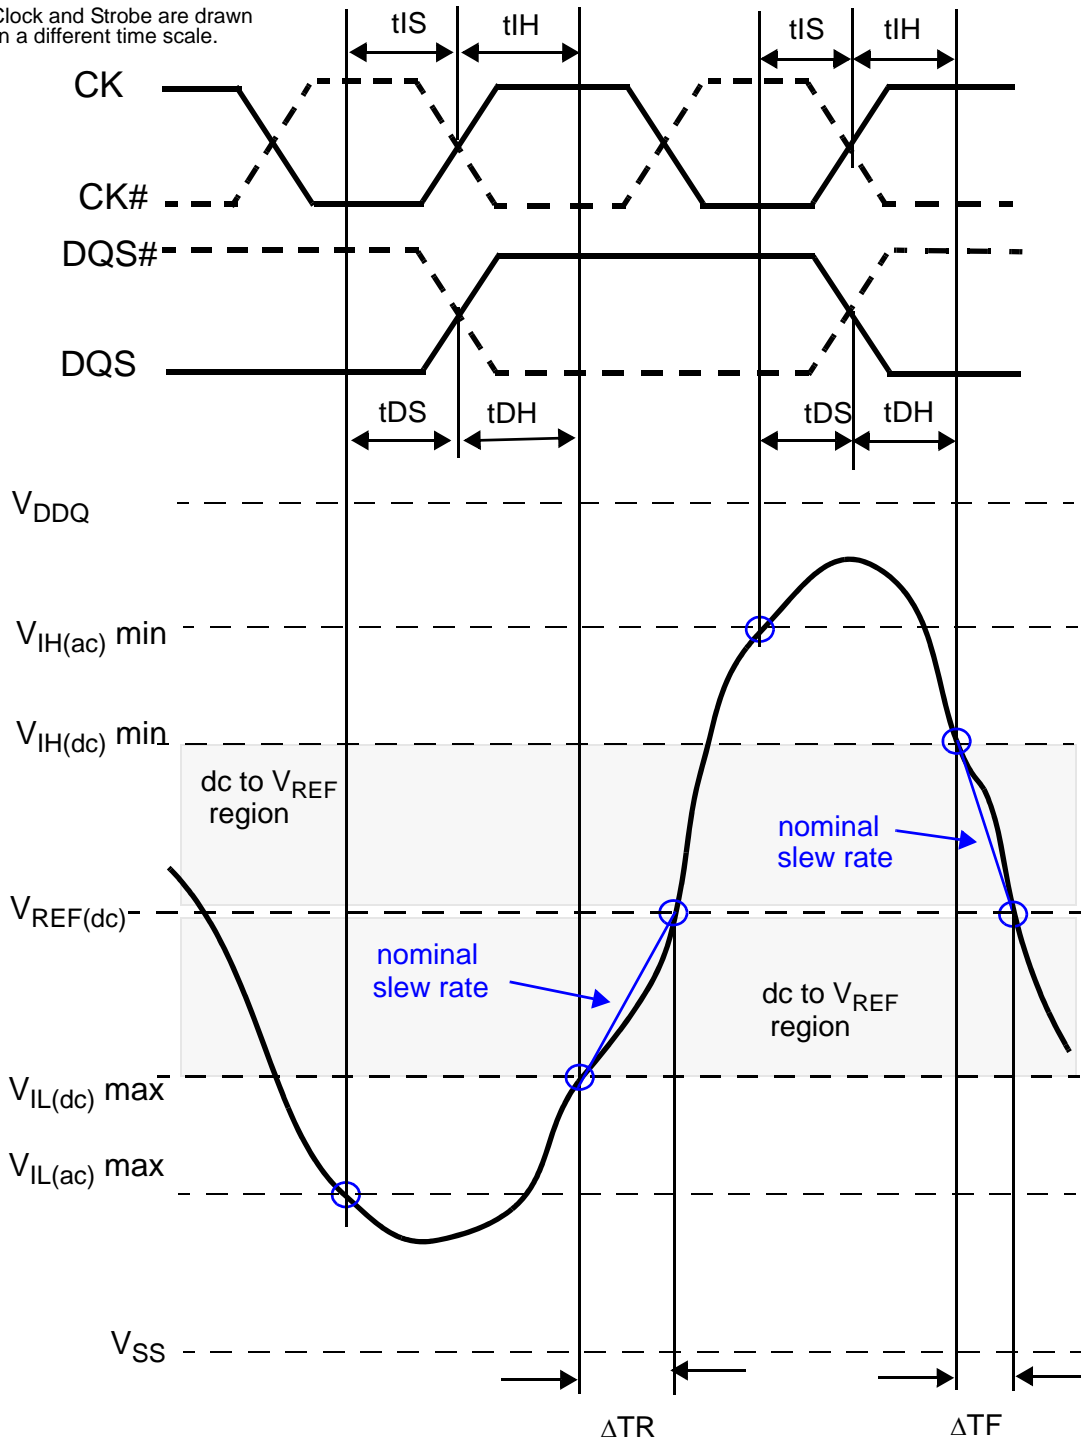 Clock and Strobe are drawn
in a different time scale.
tIS
tIH
tIS
tIH
CK
CK#
DQS#
DQS
tDS
tDH
tDS
tDH
VDDQ
VIH(ac) min
VIH(dc) min
dc to VREF
region
nominal
slew rate
VREF(dc)
nominal
slew rate
dc to VREF
region
VIL(dc) max
VIL(ac) max
VSS
ΔTR
ΔTF